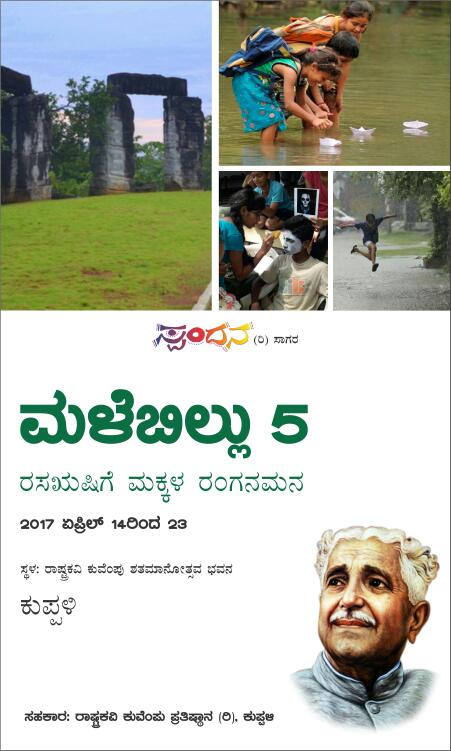 ಸ್ಪಂದನ (ರಿ) ಸಾಗರ
ಮಳೆಬಿಲ್ಲು 5
ರಸಋಷಿಗೆ ಮಕ್ಕಳ ರಂಗನಮನ
2017 ಏಪ್ರಿಲ್ 14ರಿಂದ 23
ಸ್ಥಳ: ರಾಷ್ಟ್ರಕವಿ ಕುವೆಂಪು ಶತಮಾನೋತ್ಸವ ಭವನ
ಕುಪ್ಪಳಿ
ಸಹಕಾರ: ರಾಷ್ಟ್ರಕವಿ ಕುವೆಂಪು ಪ್ರತಿಷ್ಠಾನ (ರಿ), ಕುಪ್ಪಳಿ